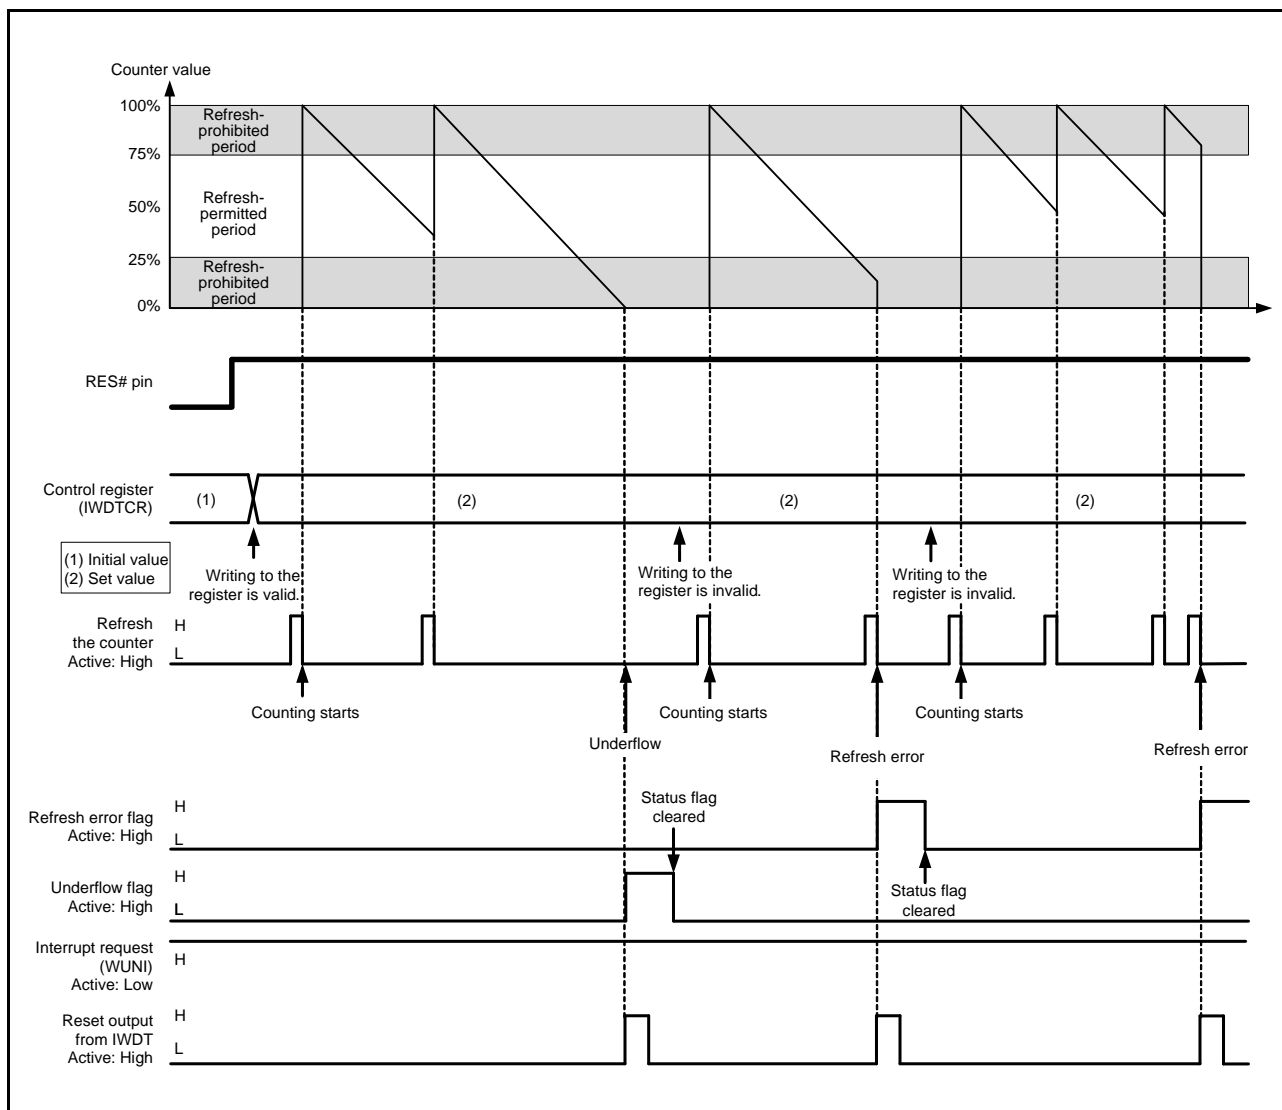 Counter value
100%
Refresh-
prohibited
period
75%
Refresh-
permitted
period
50%
25%
Refresh-
prohibited
period
0%
RES# pin
Control register
(IWDTCR)
(1)
(2)
(2)
(2)
(1) Initial value
(2) Set value
Writing to the
register is valid.
Writing to the
register is invalid.
Writing to the
register is invalid.
Refresh
the counter
Active: High
H
L
Counting starts
Counting starts
Counting starts
Underflow
Refresh error
Refresh error
Status flag
cleared
Refresh error flag
Active: High
H
L
Underflow flag
Active: High
H
L
Status flag
cleared
Interrupt request
(WUNI)
Active: Low
H
Reset output
from IWDT
Active: High
H
L